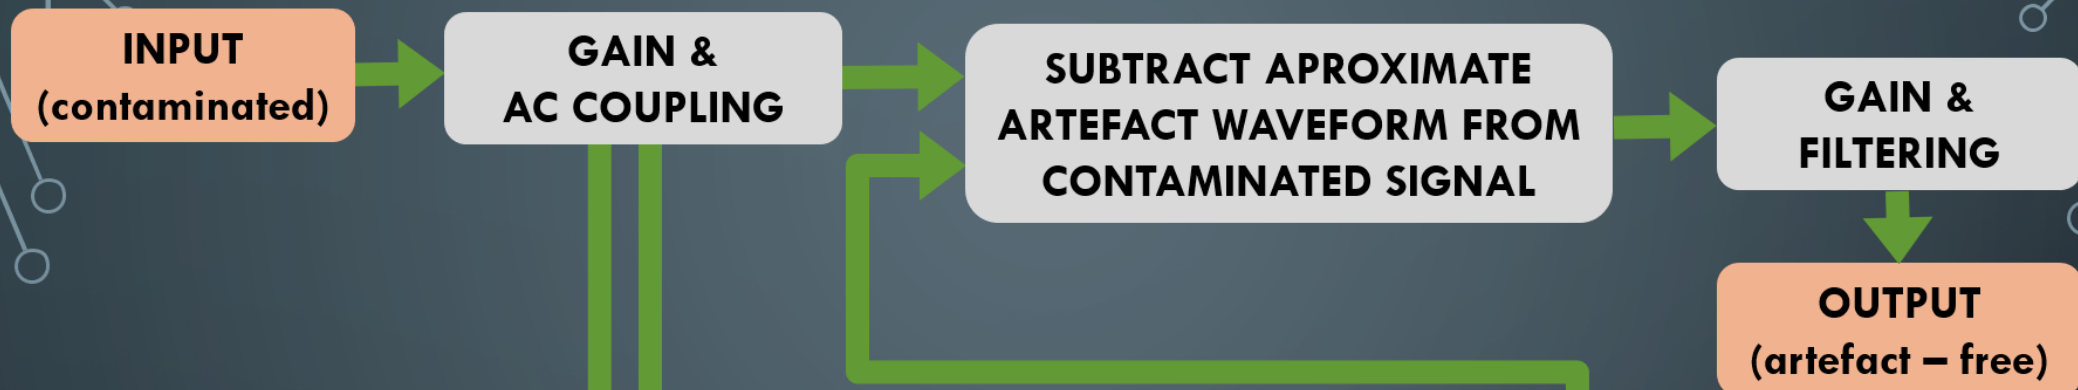 INPUT
(contaminated)
GAIN &
AC COUPLING
SUBTRACT APROXIMATE
ARTEFACT WAVEFORM FROM
CONTAMINATED SIGNAL
GAIN &
FILTERING
OUTPUT
(artefact – free)